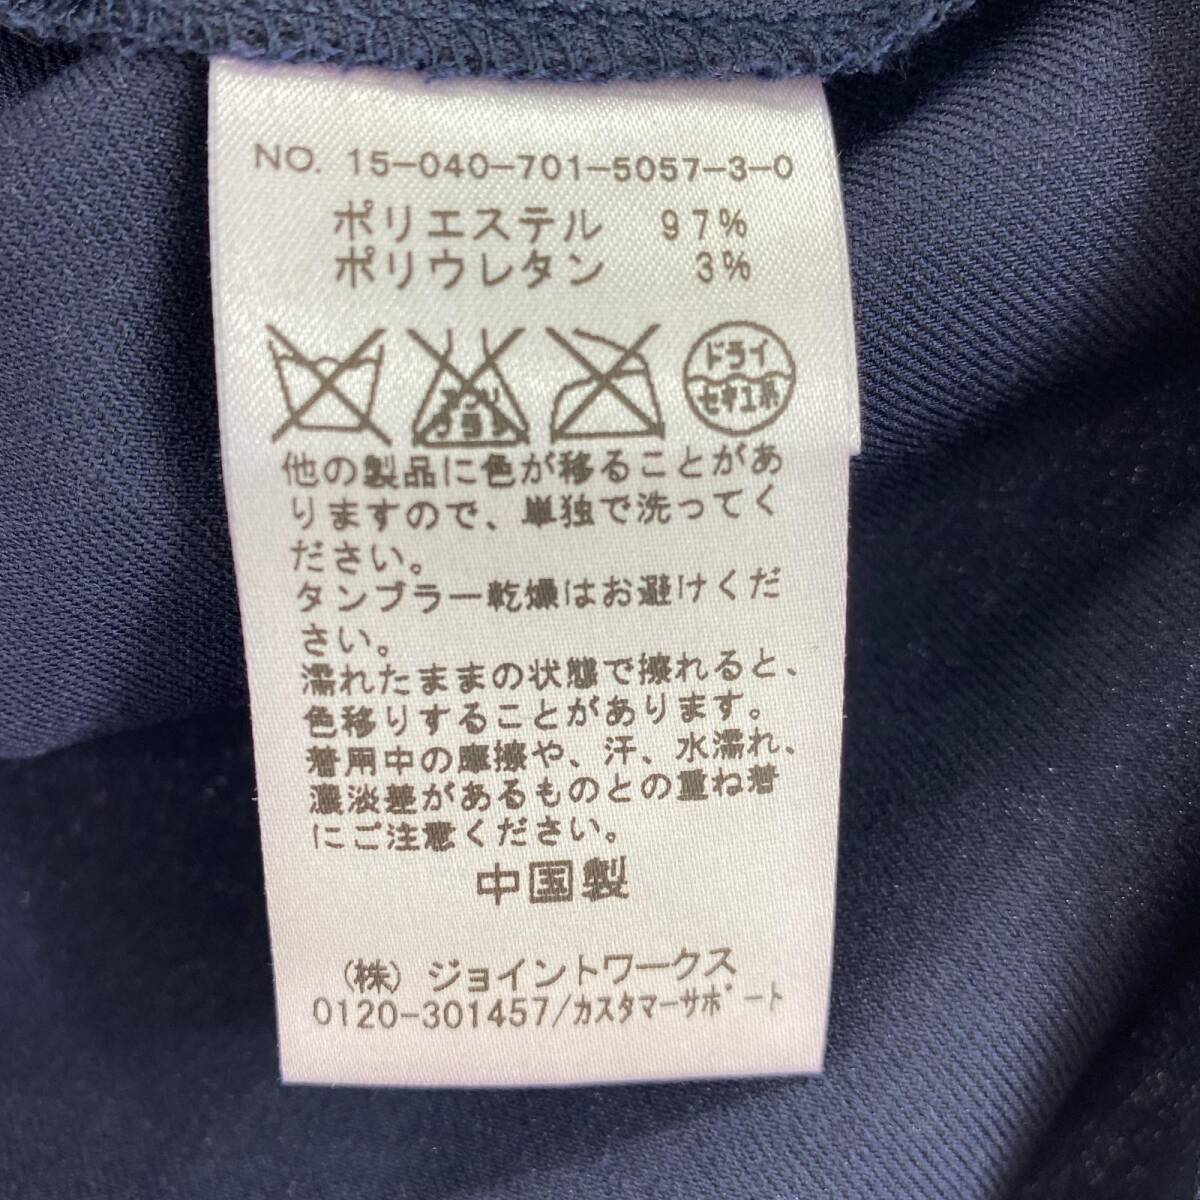 NO. 15-040-701-5057-3-0
ポリエステル 97%
ポリウレタン 3%
エンソ
ドライ
ナラシ
セキユ系
他の製品に色が移ることがあ
りますので、単独で洗ってく
ださい。
タンブラー乾燥はお避けくだ
さい。
濡れたままの状態で擦れると、
色移りすることがあります。
着用中の摩擦や、汗、水濡れ、
濃淡差があるものとの重ね着
にご注意ください。
中国製
(株) ジョイントワークス
0120-301457/カスタマーサポート